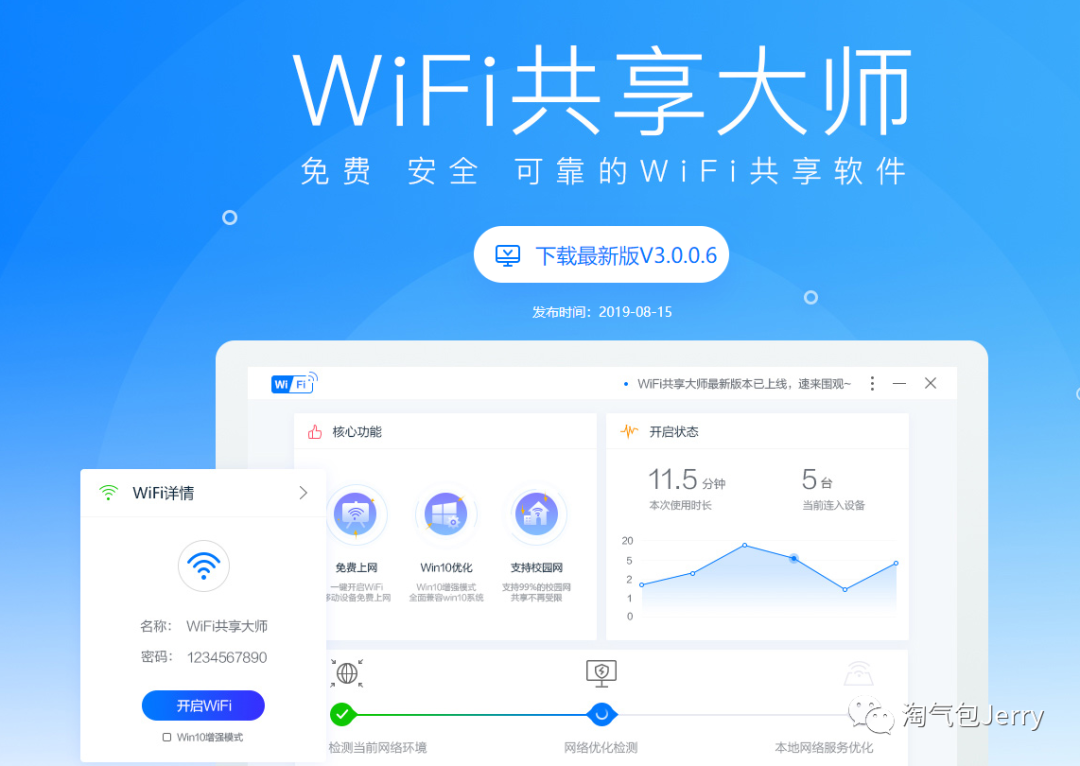 WiFi共享大师
免费 安全 可靠的WiFi共享软件
下载最新版V3.0.0.6
发布时间：2019-08-15
WiFi
WiFi共享大师最新版本已上线，速来围观~
核心功能
开启状态
11.5 分钟
5 台
本次使用时长
当前连入设备
WiFi详情
免费上网
Win10优化
支持校园网
一键开启WiFi
移动设备免费上网
Win10增强模式
全面兼容win10系统
支持99%的校园网
共享不再受限
20
5
2
1
0
名称： WiFi共享大师
密码： 1234567890
开启WiFi
Win10增强模式
检测当前网络环境
网络优化检测
本地网络服务优化
淘气包Jerry